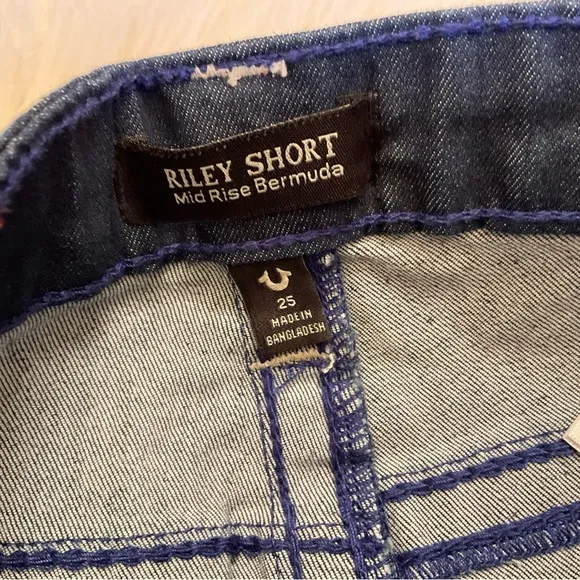 RILEY SHORT
Mid Rise Bermuda
25
MADE IN
BANGLADESH